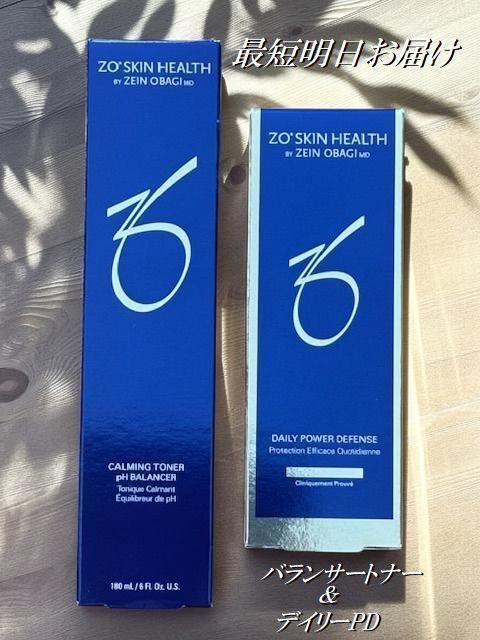 最短明日お届け
ZO® SKIN HEALTH
BY ZEIN OBAGI MD
CALMING TONER
pH BALANCER
Tonique Calmant
Équilibreur de pH
180 mL / 6 Fl. Oz. U.S.
ZO® SKIN HEALTH
BY ZEIN OBAGI MD
DAILY POWER DEFENSE
Protection Efficace Quotidienne
Cliniquement Prouvé
バランサートナー
&
デイリーPD